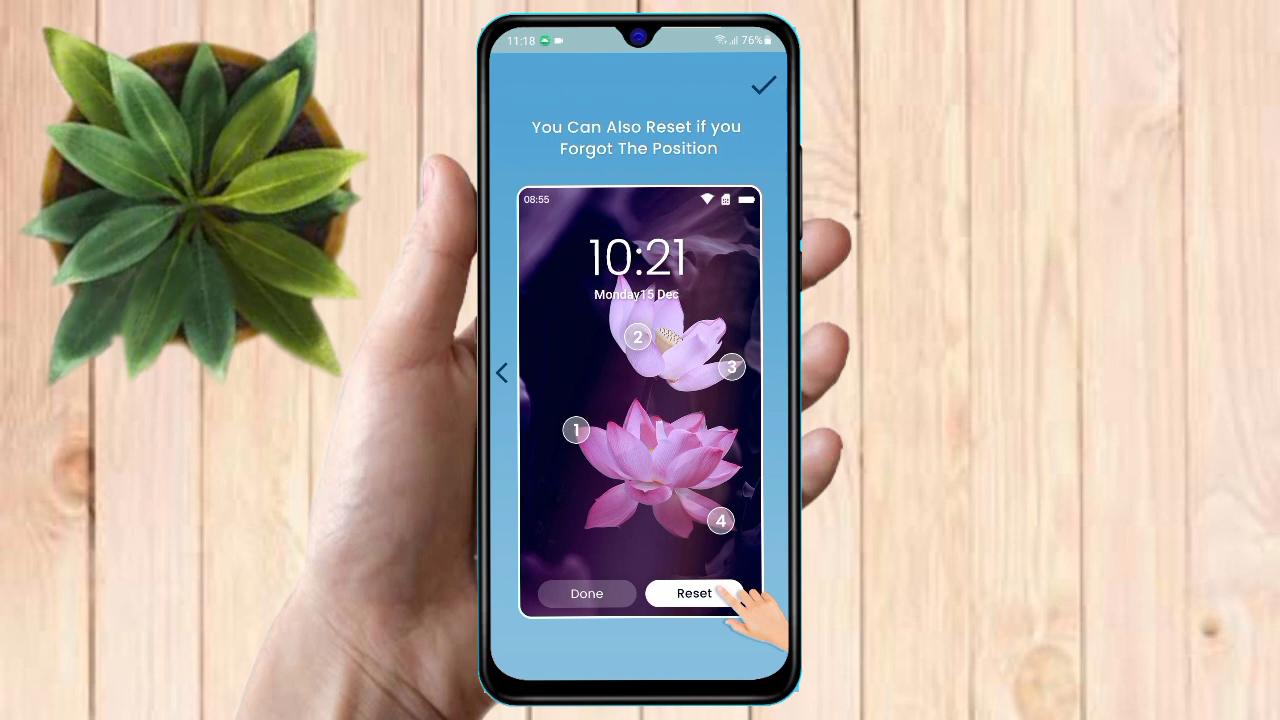 11:18 76%
You Can Also Reset if you
Forgot The Position
08:55
10:21
Monday15 Dec
2
3
1
4
Done Reset